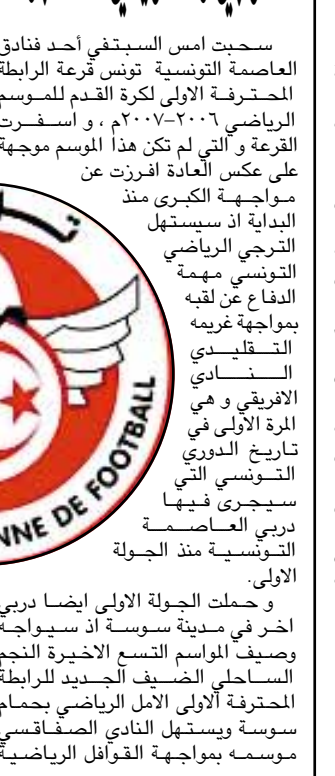 سحبت امس السبتفي أحد فنادق
العاصمة التونسية تونس قرعة الرابطة
المحترفة الاولى لكرة القدم للموسم
الرياضي ٢٠٠٦-٢٠٠٧م ، و اسفرت
القرعة و التي لم تكن هذا الموسم موجهة
على عكس العادة افرزت عن
مواجهة الكبرى منذ
البداية اذ سيستهل
الترجي الرياضي
التونسي مهمة
الدفاع عن لقبه
بمواجهة غريمه
التقليدي
النادي
الافريقي و هي
المرة الاولى في
تاريخ الدوري
التونسي التي
سيجرى فيها
دربي العاصمة
التونسية منذ الجولة
الاولى.
و حملت الجولة الاولى ايضا دربي
اخر في مدينة سوسة اذ سيواجه
وصيف المواسم التسع الاخيرة النجم
الساحلي الضيف الجديد للرابطة
المحترفة الاولى الامل الرياضي بحمام
سوسة ويستهل النادي الصفاقسي
موسمه بمواجهة القوافل الرياضية
NNE DE FOOTBALL